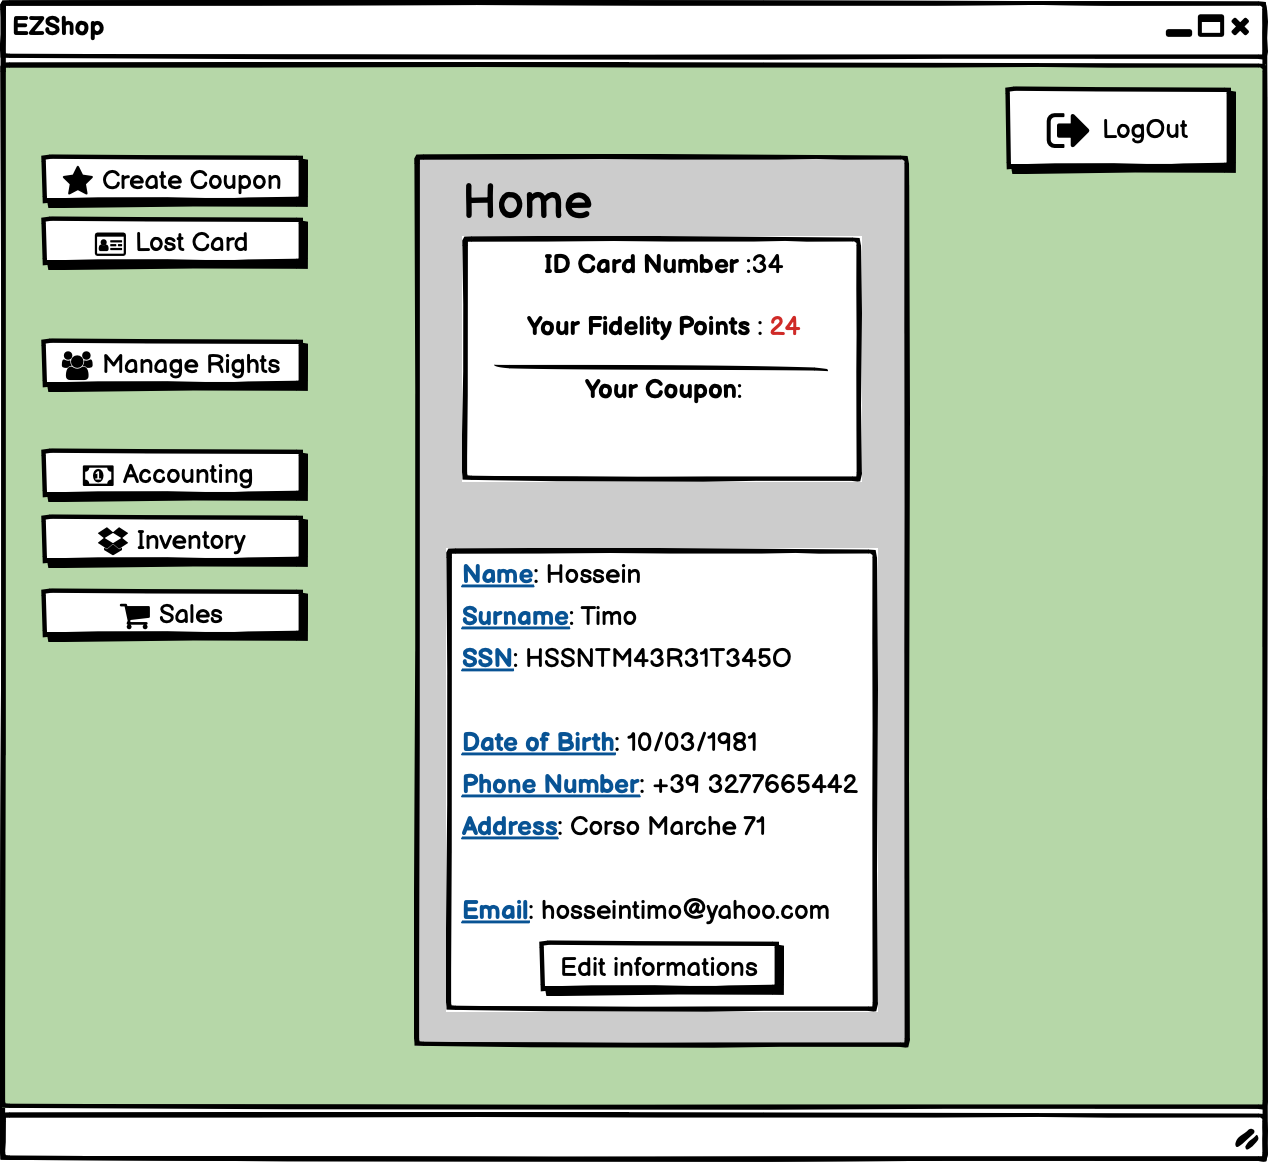 EZShop
LogOut
Create Coupon
Lost Card
Manage Rights
Accounting
Inventory
Sales
Home
ID Card Number :34
Your Fidelity Points : 24
Your Coupon:
Name: Hossein
Surname: Timo
SSN: HSSNTM43R31T345O
Date of Birth: 10/03/1981
Phone Number: +39 3277665442
Address: Corso Marche 71
Email: hosseintimo@yahoo.com
Edit informations